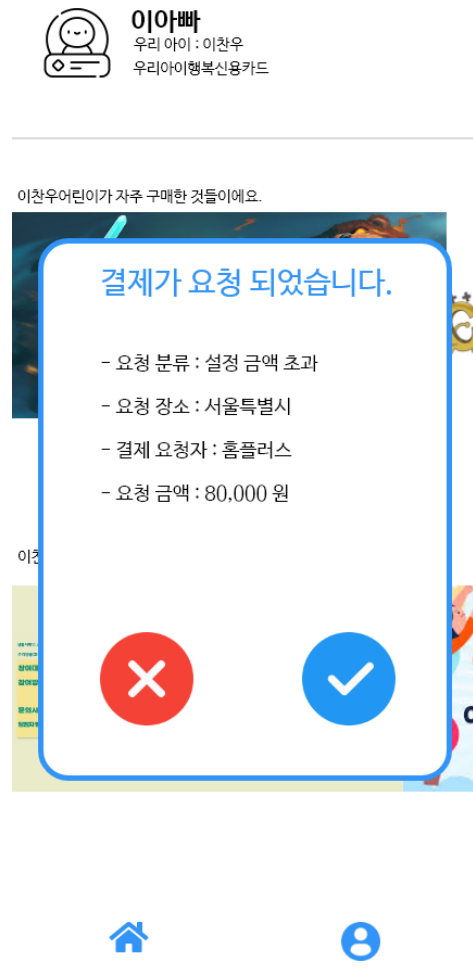 이아빠
우리 아이 : 이찬우
우리아이행복신용카드
이찬우어린이가 자주 구매한 것들이에요.
결제가 요청 되었습니다.
- 요청 분류 : 설정 금액 초과
- 요청 장소 : 서울특별시
- 결제 요청자 : 홈플러스
- 요청 금액 : 80,000 원